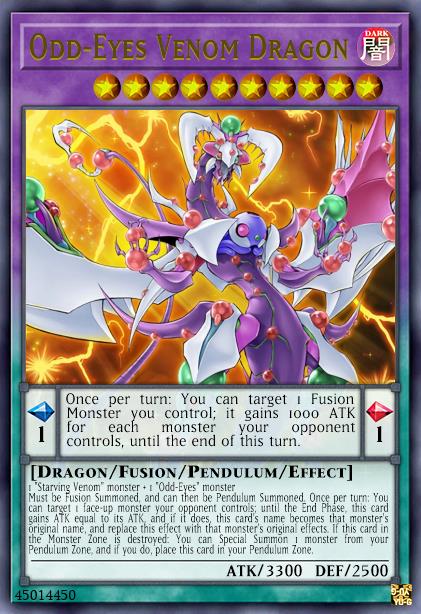 Odd-Eyes Venom Dragon
DARK
闇
Once per turn: You can target 1 Fusion
Monster you control; it gains 1000 ATK
for each monster your opponent
controls, until the end of this turn.
1
1
[Dragon/Fusion/Pendulum/Effect]
1 "Starving Venom" monster + 1 "Odd-Eyes" monster
Must be Fusion Summoned, and can then be Pendulum Summoned. Once per turn: You
can target 1 face-up monster your opponent controls; until the End Phase, this card
gains ATK equal to its ATK, and if it does, this card's name becomes that monster's
original name, and replace this effect with that monster's original effects. If this card in
the Monster Zone is destroyed: You can Special Summon 1 monster from your
Pendulum Zone, and if you do, place this card in your Pendulum Zone.
ATK/3300 DEF/2500
45014450